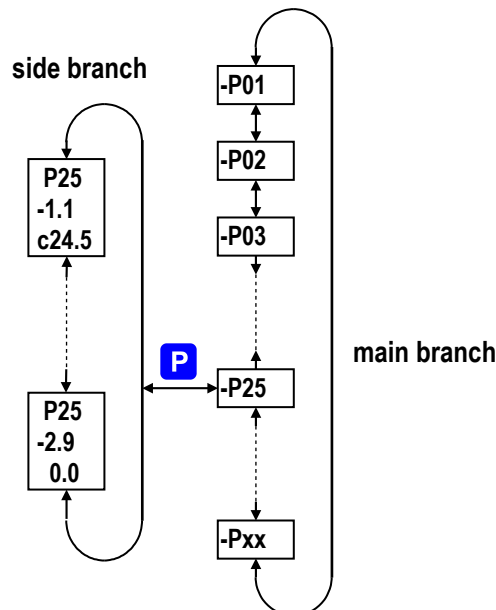 side branch
P25
-1.1
c24.5
P25
-2.9
0.0
P
-P01
-P02
-P03
-P25
-Pxx
main branch